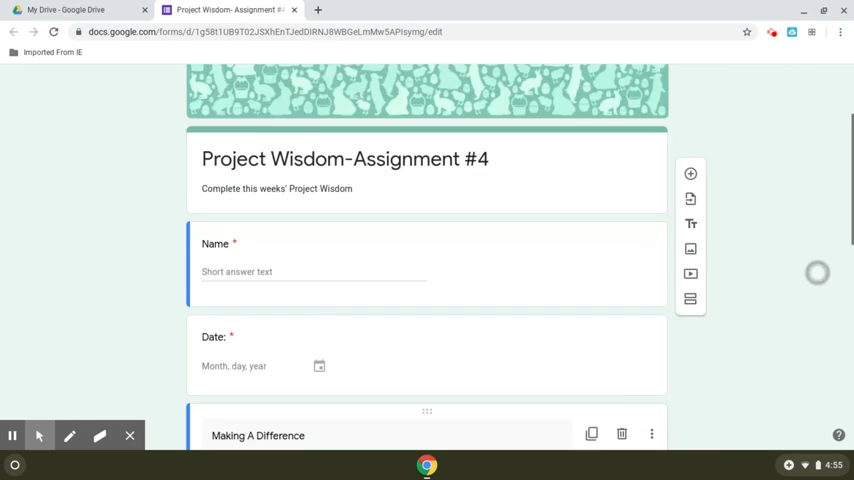 My Drive - Google Drive
Project Wisdom- Assignment #4
docs.google.com/forms/d/1g58t1UB9T02JSXhEnTJedDIRNJ8WBGeLmMw5APIsymg/edit
Imported From IE
Project Wisdom-Assignment #4
Complete this weeks' Project Wisdom
Name *
Short answer text
Date: *
Month, day, year
Making A Difference
4:55